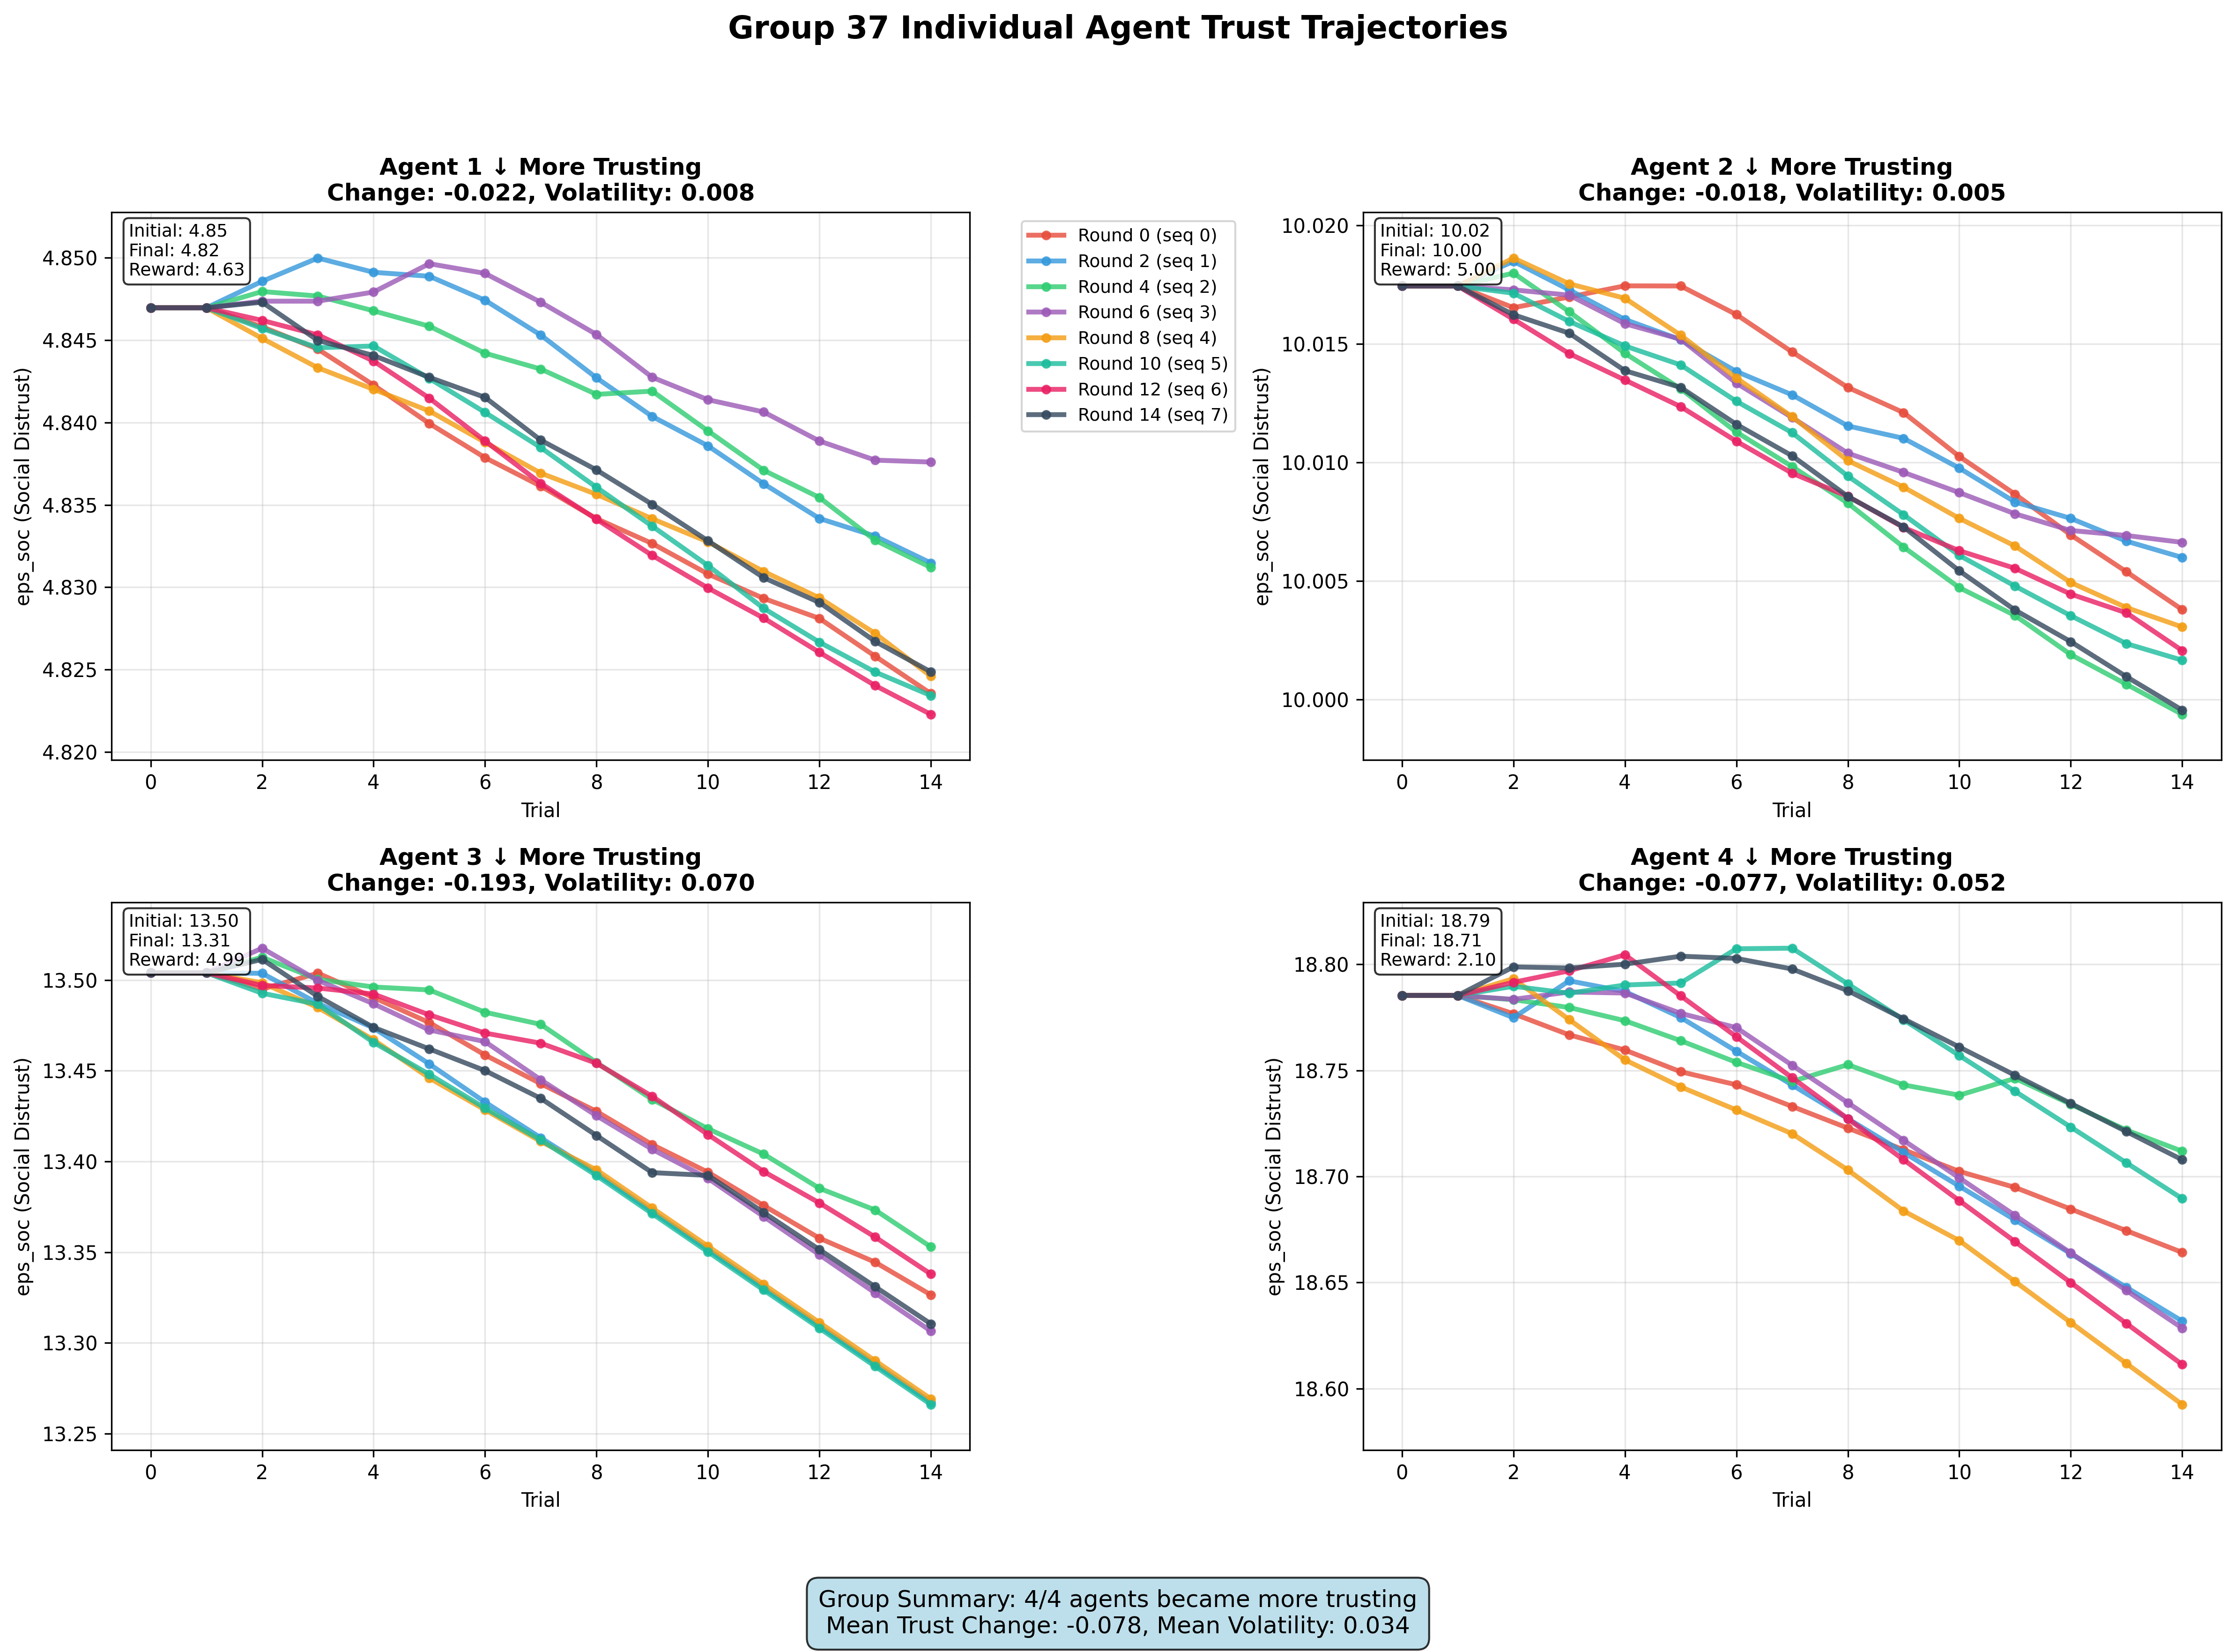 Group 37 Individual Agent Trust Trajectories
Agent 1 ↓ More Trusting
Change: -0.022, Volatility: 0.008
Initial: 4.85
Final: 4.82
Reward: 4.63
4.850
4.845
4.840
4.835
4.830
4.825
4.820
eps_soc (Social Distrust)
0 2 4 6 8 10 12 14
Trial
Round 0 (seq 0)
Round 2 (seq 1)
Round 4 (seq 2)
Round 6 (seq 3)
Round 8 (seq 4)
Round 10 (seq 5)
Round 12 (seq 6)
Round 14 (seq 7)
Agent 2 ↓ More Trusting
Change: -0.018, Volatility: 0.005
Initial: 10.02
Final: 10.00
Reward: 5.00
10.020
10.015
10.010
10.005
10.000
eps_soc (Social Distrust)
0 2 4 6 8 10 12 14
Trial
Agent 3 ↓ More Trusting
Change: -0.193, Volatility: 0.070
Initial: 13.50
Final: 13.31
Reward: 4.99
13.50
13.45
13.40
13.35
13.30
13.25
eps_soc (Social Distrust)
0 2 4 6 8 10 12 14
Trial
Agent 4 ↓ More Trusting
Change: -0.077, Volatility: 0.052
Initial: 18.79
Final: 18.71
Reward: 2.10
18.80
18.75
18.70
18.65
18.60
eps_soc (Social Distrust)
0 2 4 6 8 10 12 14
Trial
Group Summary: 4/4 agents became more trusting
Mean Trust Change: -0.078, Mean Volatility: 0.034